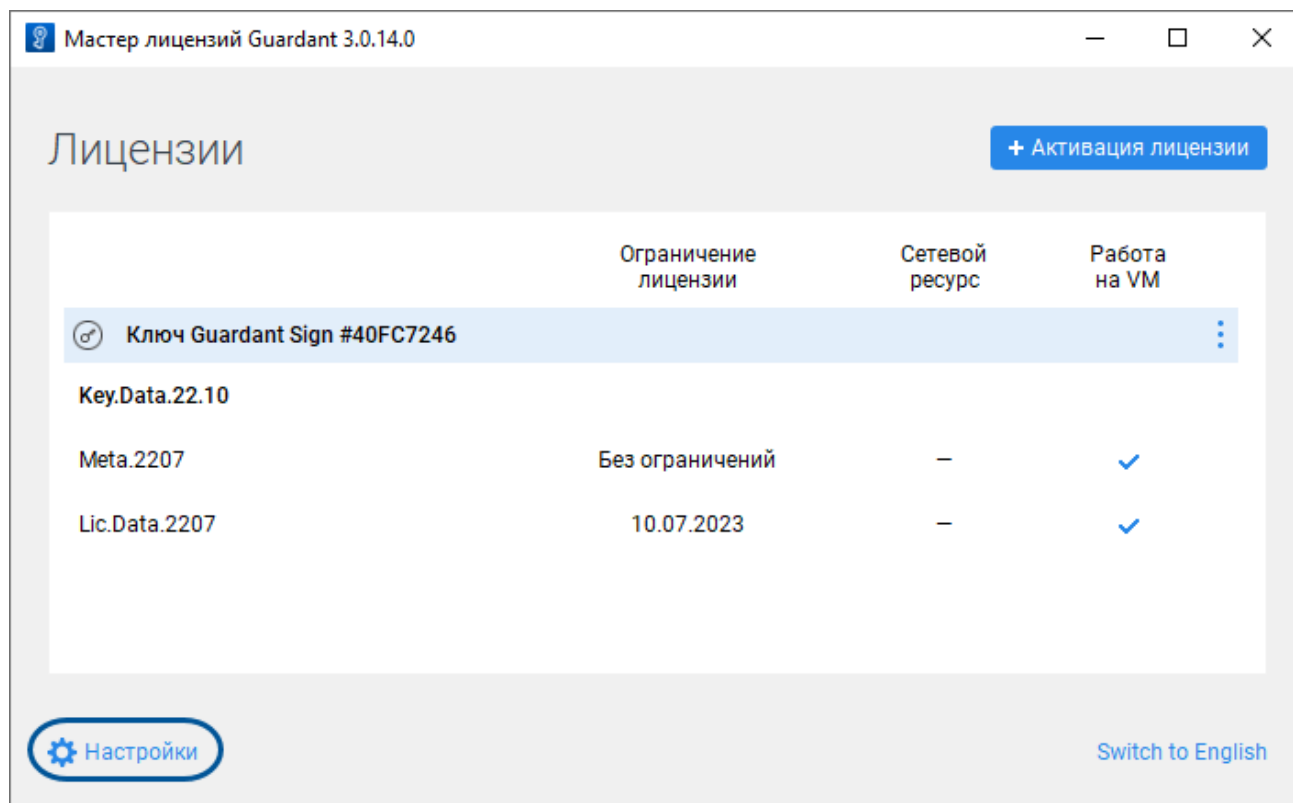 Мастер лицензий Guardant 3.0.14.0
Лицензии
+ Активация лицензии
Ограничение лицензии
Сетевой ресурс
Работа на VM
Ключ Guardant Sign #40FC7246
Key.Data.22.10
Meta.2207 Без ограничений –
Lic.Data.2207 10.07.2023 –
Настройки
Switch to English